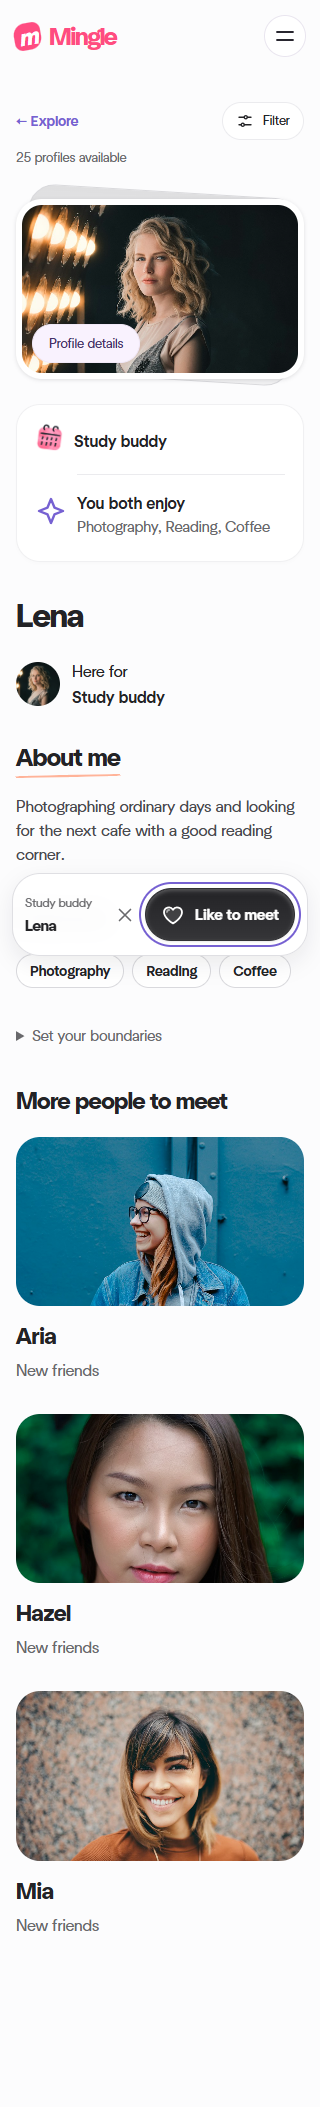 Mingle
← Explore
Filter
25 profiles available
Profile details
Study buddy
You both enjoy
Photography, Reading, Coffee
Lena
Here for
Study buddy
About me
Photographing ordinary days and looking
for the next cafe with a good reading
corner.
Study buddy
Lena
Like to meet
Photography
Reading
Coffee
Set your boundaries
More people to meet
Aria
New friends
Hazel
New friends
Mia
New friends